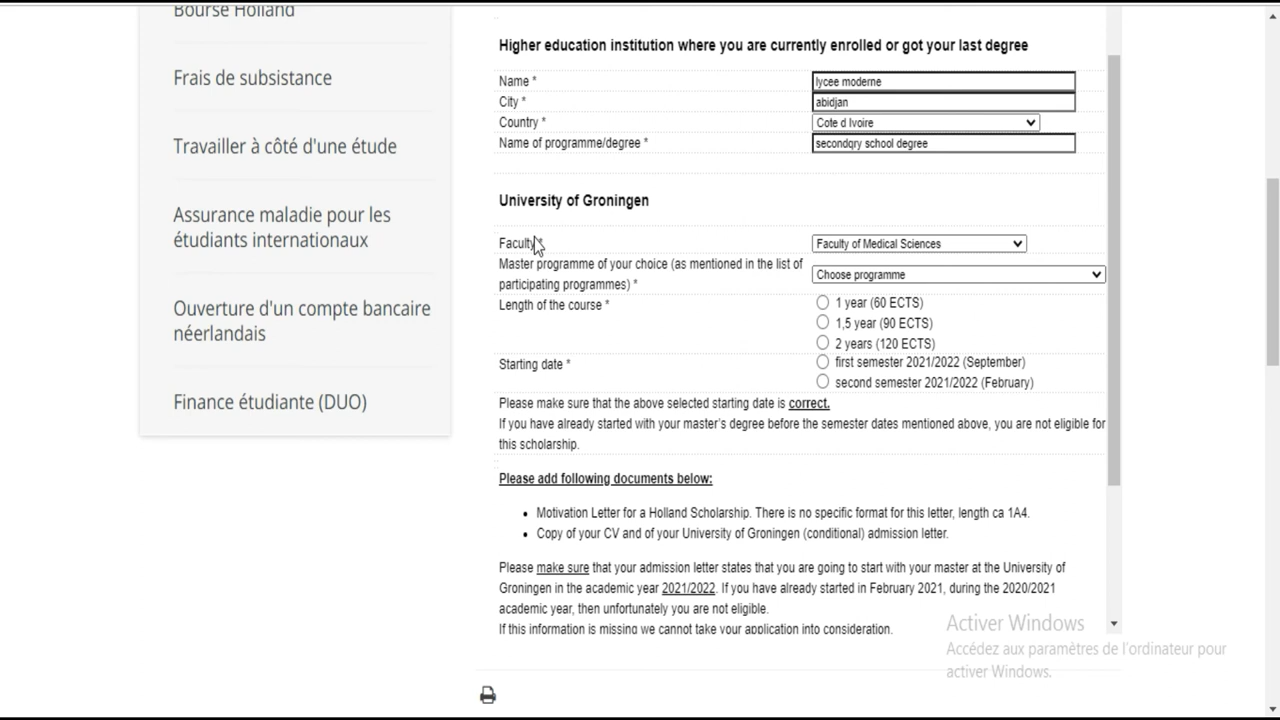 Bourse Holland
Frais de subsistance
Travailler à côté d'une étude
Assurance maladie pour les
étudiants internationaux
Ouverture d'un compte bancaire
néerlandais
Finance étudiante (DUO)
Higher education institution where you are currently enrolled or got your last degree
Name * lycee moderne
City * abidjan
Country * Cote d Ivoire
Name of programme/degree * secondqry school degree
University of Groningen
Faculty * Faculty of Medical Sciences
Master programme of your choice (as mentioned in the list of
participating programmes) * Choose programme
Length of the course * 1 year (60 ECTS)
1,5 year (90 ECTS)
2 years (120 ECTS)
Starting date * first semester 2021/2022 (September)
second semester 2021/2022 (February)
Please make sure that the above selected starting date is correct.
If you have already started with your master's degree before the semester dates mentioned above, you are not eligible for
this scholarship.
Please add following documents below:
• Motivation Letter for a Holland Scholarship. There is no specific format for this letter, length ca 1A4.
• Copy of your CV and of your University of Groningen (conditional) admission letter.
Please make sure that your admission letter states that you are going to start with your master at the University of
Groningen in the academic year 2021/2022. If you have already started in February 2021, during the 2020/2021
academic year, then unfortunately you are not eligible.
If this information is missing we cannot take your application into consideration.
Activer Windows
Accédez aux paramètres de l'ordinateur pour
activer Windows.